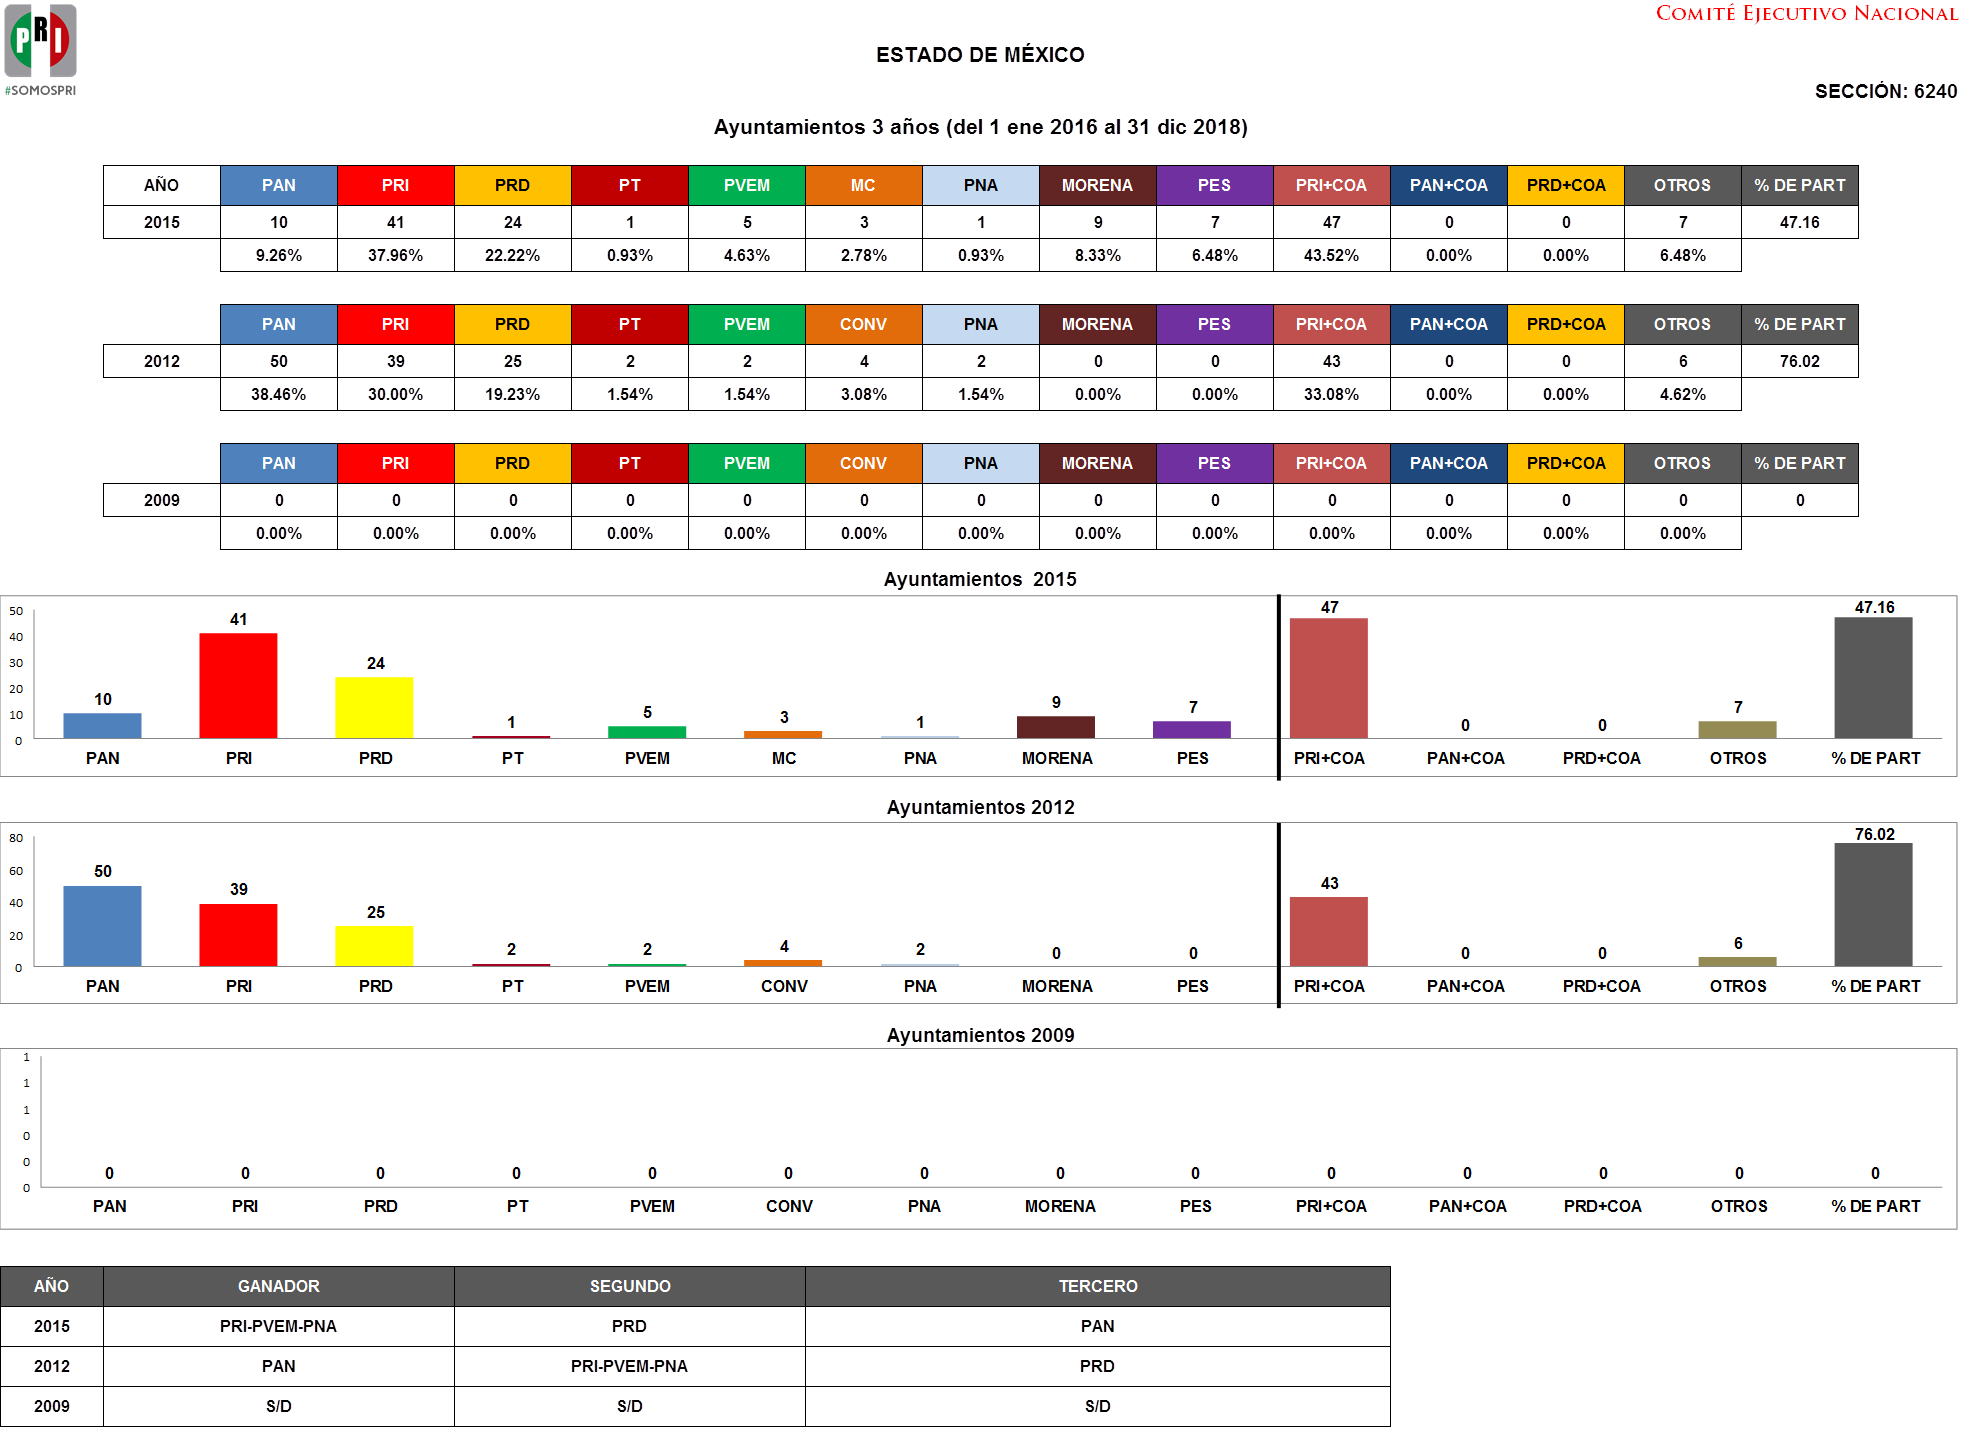 PRI
#SOMOSPRI
COMITÉ EJECUTIVO NACIONAL
ESTADO DE MÉXICO
SECCIÓN: 6240
Ayuntamientos 3 años (del 1 ene 2016 al 31 dic 2018)
AÑO PAN PRI PRD PT PVEM MC PNA MORENA PES PRI+COA PAN+COA PRD+COA OTROS % DE PART
2015 10 41 24 1 5 3 1 9 7 47 0 0 7 47.16
9.26% 37.96% 22.22% 0.93% 4.63% 2.78% 0.93% 8.33% 6.48% 43.52% 0.00% 0.00% 6.48%
PAN PRI PRD PT PVEM CONV PNA MORENA PES PRI+COA PAN+COA PRD+COA OTROS % DE PART
2012 50 39 25 2 2 4 2 0 0 43 0 0 6 76.02
38.46% 30.00% 19.23% 1.54% 1.54% 3.08% 1.54% 0.00% 0.00% 33.08% 0.00% 0.00% 4.62%
PAN PRI PRD PT PVEM CONV PNA MORENA PES PRI+COA PAN+COA PRD+COA OTROS % DE PART
2009 0 0 0 0 0 0 0 0 0 0 0 0 0 0
0.00% 0.00% 0.00% 0.00% 0.00% 0.00% 0.00% 0.00% 0.00% 0.00% 0.00% 0.00% 0.00%
Ayuntamientos 2015
50
40
30
20
10
0
10 41 24 1 5 3 1 9 7 47 0 0 7 47.16
PAN PRI PRD PT PVEM MC PNA MORENA PES PRI+COA PAN+COA PRD+COA OTROS % DE PART
Ayuntamientos 2012
80
60
40
20
0
50 39 25 2 2 4 2 0 0 43 0 0 6 76.02
PAN PRI PRD PT PVEM CONV PNA MORENA PES PRI+COA PAN+COA PRD+COA OTROS % DE PART
Ayuntamientos 2009
1
1
1
0
0
0
0 0 0 0 0 0 0 0 0 0 0 0 0 0
PAN PRI PRD PT PVEM CONV PNA MORENA PES PRI+COA PAN+COA PRD+COA OTROS % DE PART
AÑO GANADOR SEGUNDO TERCERO
2015 PRI-PVEM-PNA PRD PAN
2012 PAN PRI-PVEM-PNA PRD
2009 S/D S/D S/D